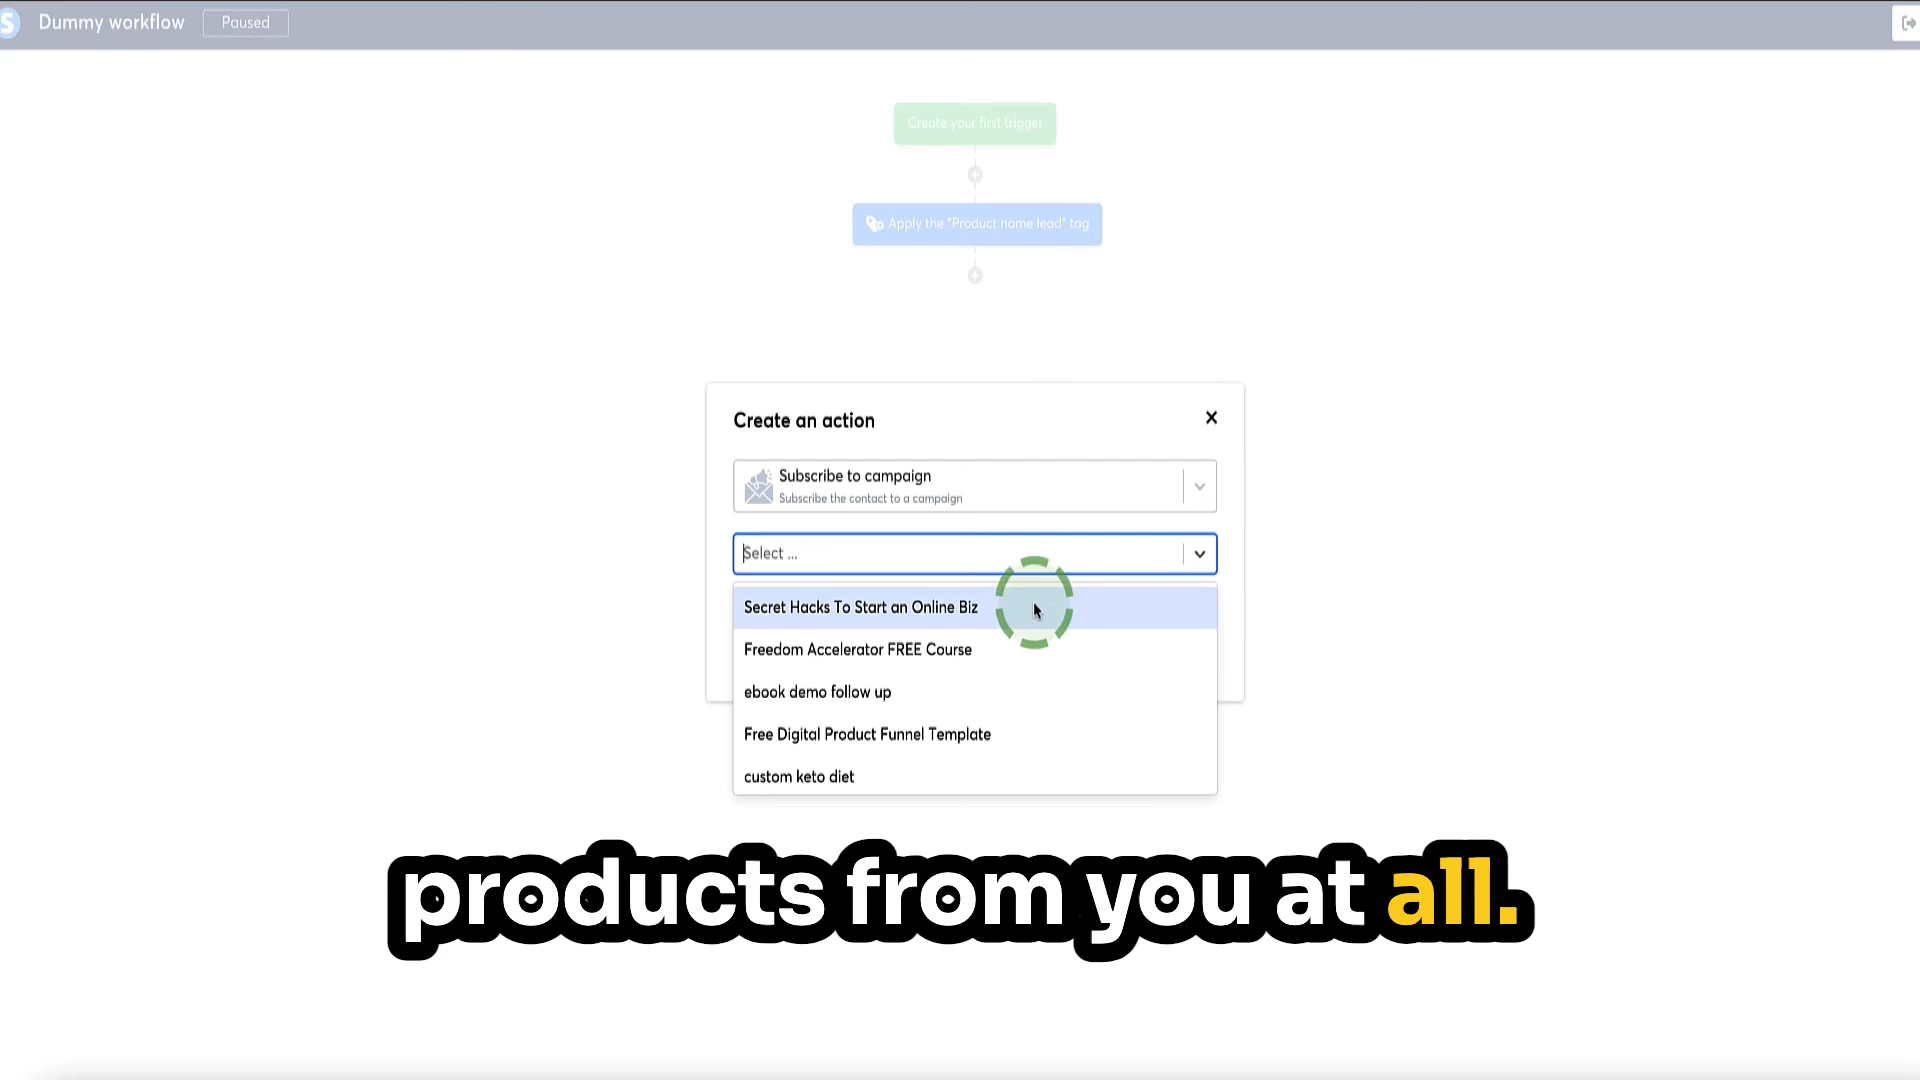 S Dummy workflow Paused
Create your first trigger
Apply the "Product name lead" tag
Create an action
Subscribe to campaign
Subscribe the contact to a campaign
Select ...
Secret Hacks To Start an Online Biz
Freedom Accelerator FREE Course
ebook demo follow up
Free Digital Product Funnel Template
custom keto diet
products from you at all.